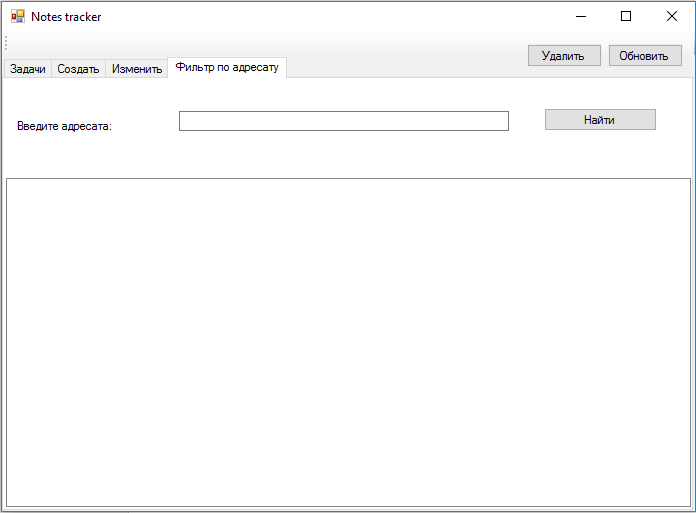 Notes tracker
Удалить Обновить
Задачи Создать Изменить Фильтр по адресату
Введите адресата: Найти